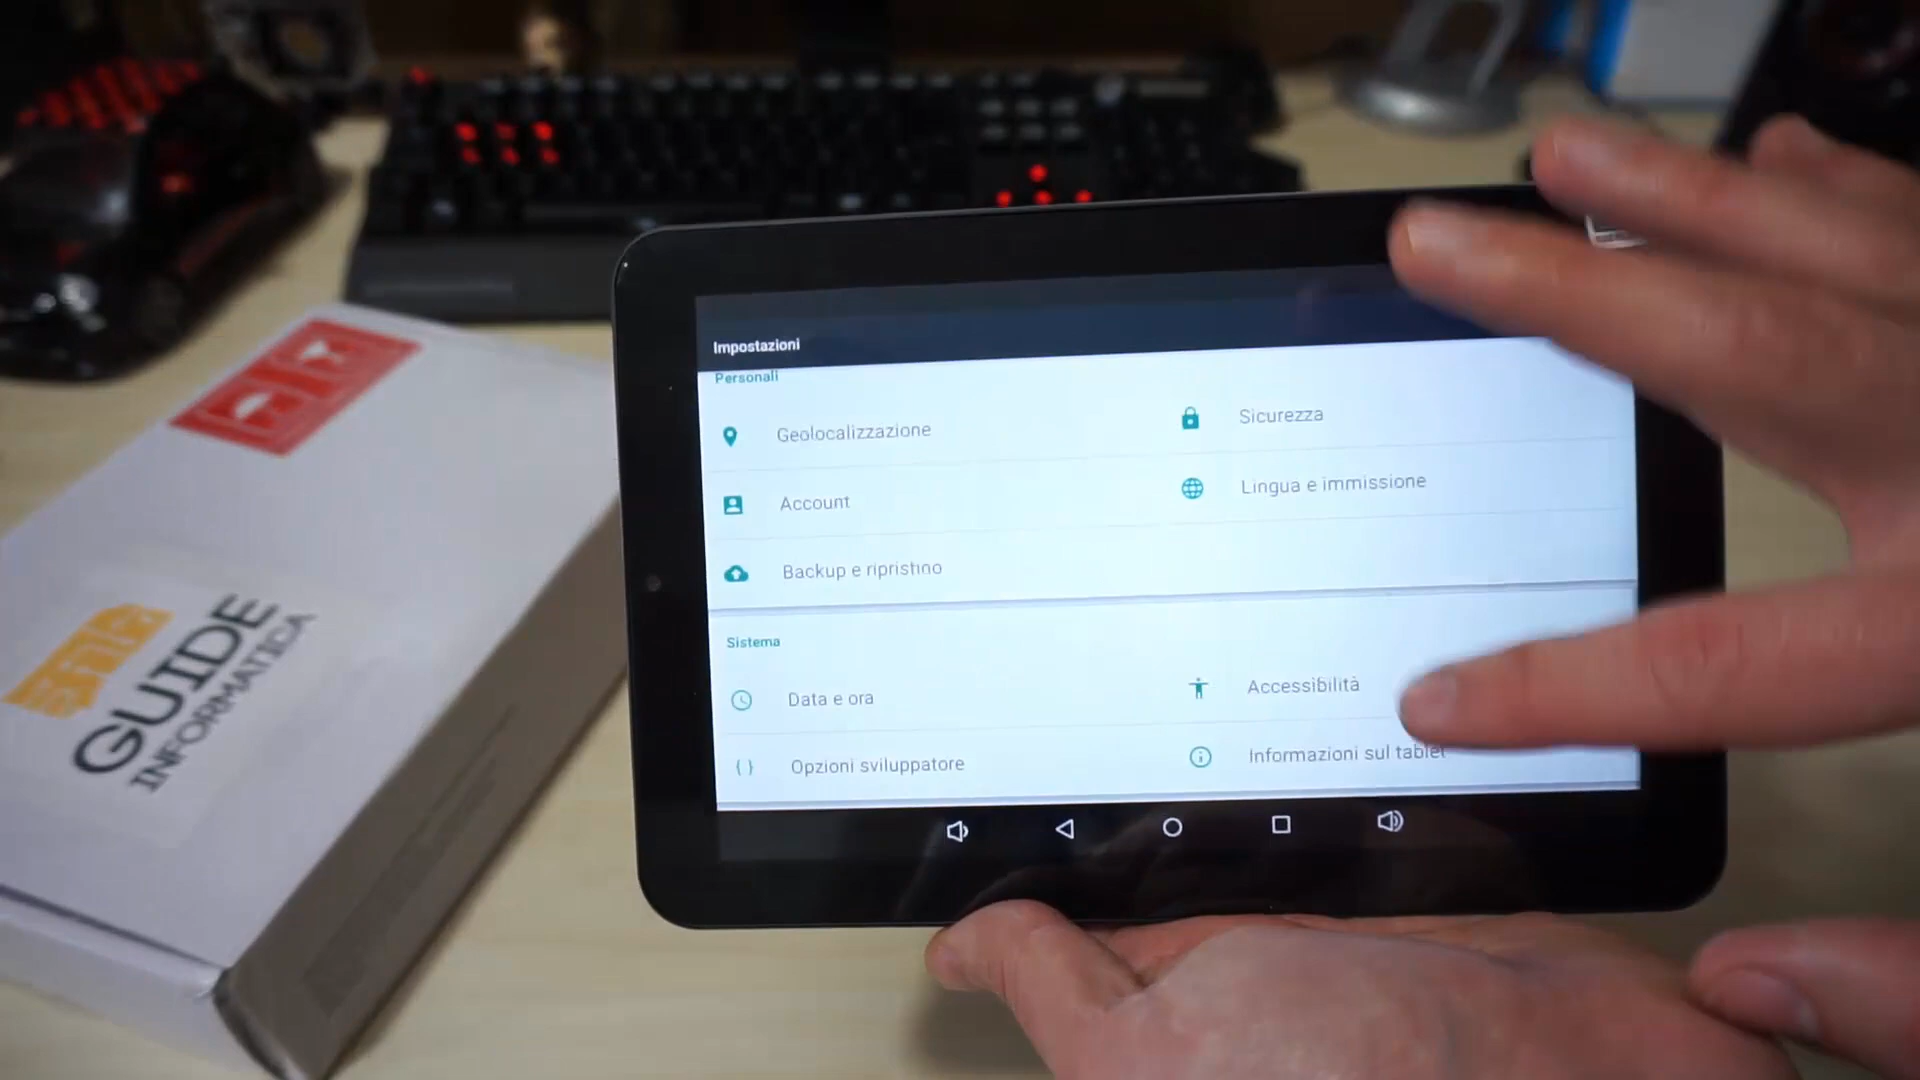 Impostazioni
Personali
Geolocalizzazione
Sicurezza
Account
Lingua e immissione
Backup e ripristino
Sistema
Data e ora
Accessibilità
{ } Opzioni sviluppatore
Informazioni sul tablet
GUIDE
INFORMATICA